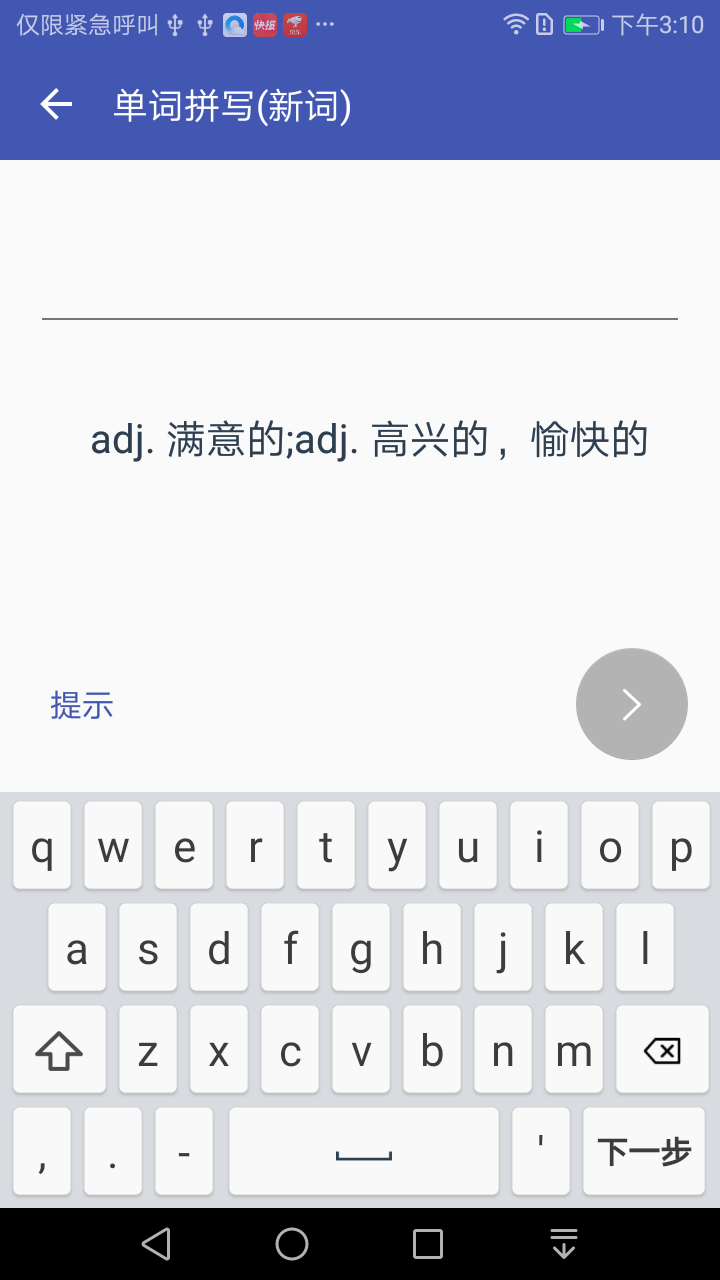 仅限紧急呼叫 快报 下午3:10
单词拼写(新词)
adj. 满意的;adj. 高兴的，愉快的
提示
q w e r t y u i o p
a s d f g h j k l
z x c v b n m
, . - ' 下一步